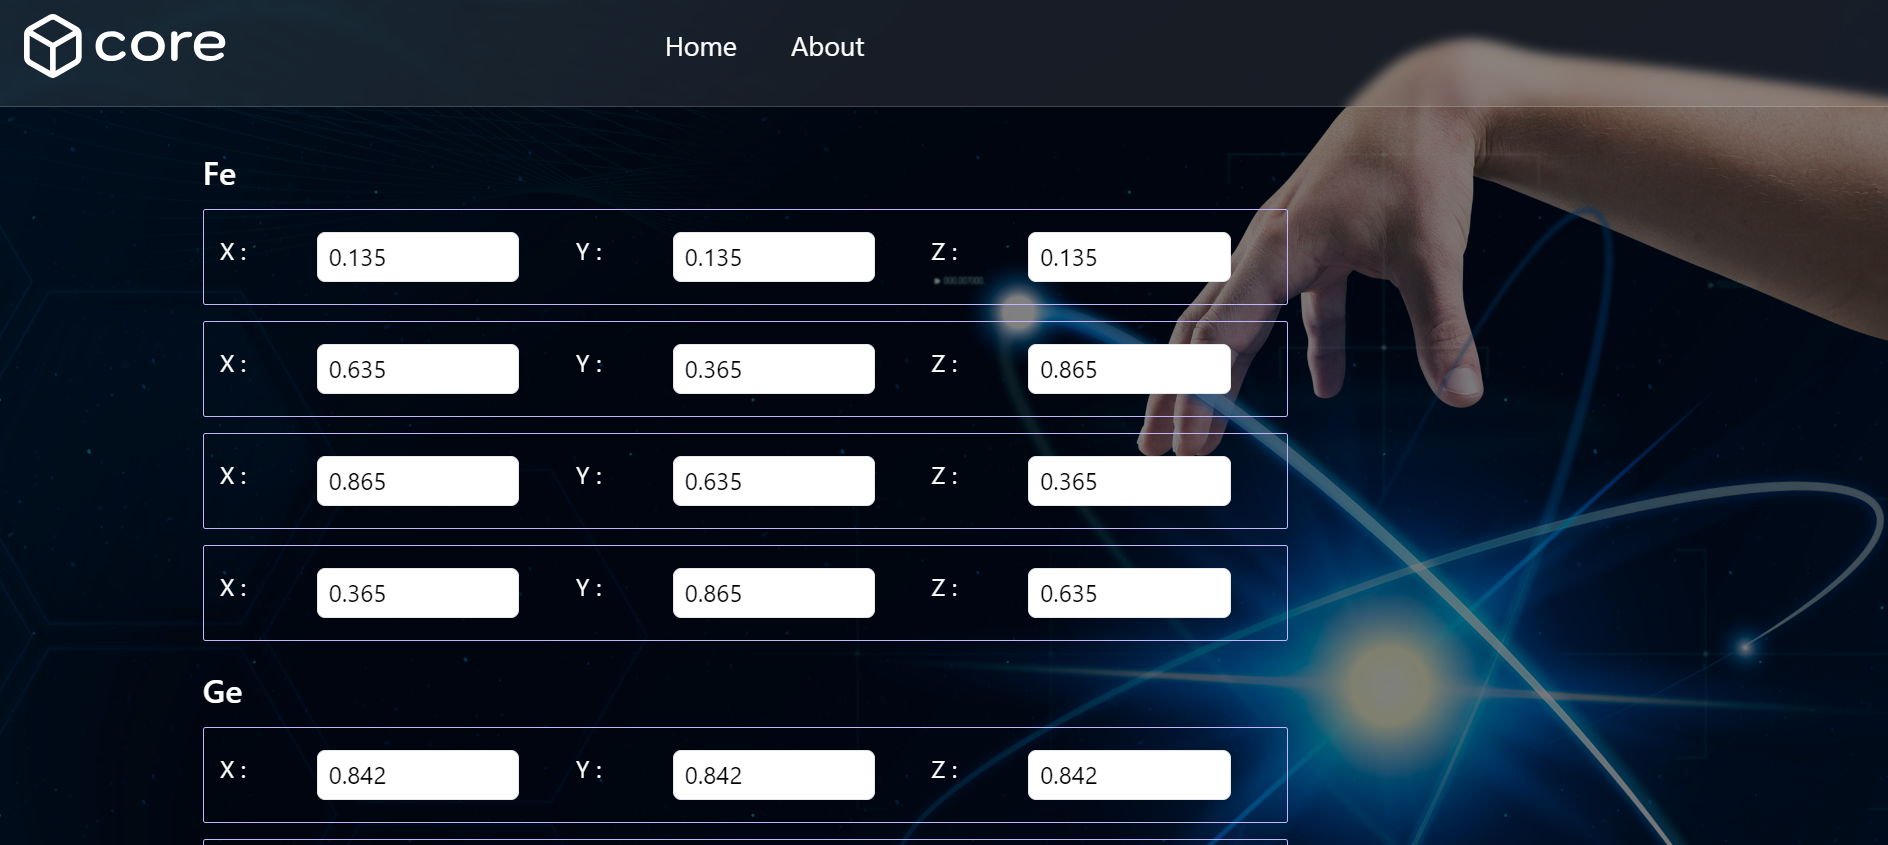 core
Home About
Fe
X : 0.135 Y : 0.135 Z : 0.135
X : 0.635 Y : 0.365 Z : 0.865
X : 0.865 Y : 0.635 Z : 0.365
X : 0.365 Y : 0.865 Z : 0.635
Ge
X : 0.842 Y : 0.842 Z : 0.842